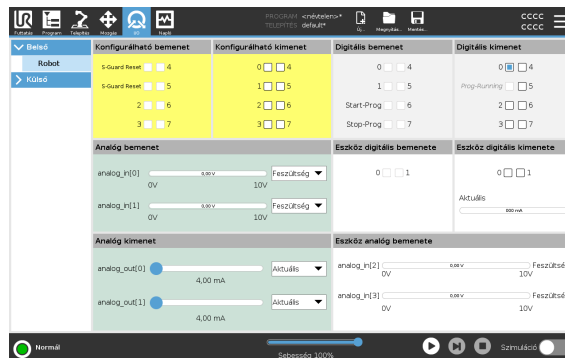 PROGRAM <névtelen>*
TELEPÍTÉS default*
CCCC
CCCC
Futtatás Program Telepítés Mozgás I/O Napló Új... Megnyitás... Mentés...
Belső
Robot
Külső
Konfigurálható bemenet
S-Guard Reset 4
S-Guard Reset 5
2 6
3 7
Konfigurálható kimenet
0 4
1 5
2 6
3 7
Digitális bemenet
0 4
1 5
Start-Prog 6
Stop-Prog 7
Digitális kimenet
0 4
Prog-Running 5
2 6
3 7
Analóg bemenet
analog_in[0] 0,00 V Feszültség
0V 10V
analog_in[1] 0,00 V Feszültség
0V 10V
Eszköz digitális bemenete
0 1
Eszköz digitális kimenete
0 1
Aktuális
000 mA
Analóg kimenet
analog_out[0] Aktuális
4,00 mA
analog_out[1] Aktuális
4,00 mA
Eszköz analóg bemenete
analog_in[2] 0,00 V Feszültsé
0V 10V
analog_in[3] 0,00 V Feszültsé
0V 10V
Normál
Sebesség 100%
Szimuláció